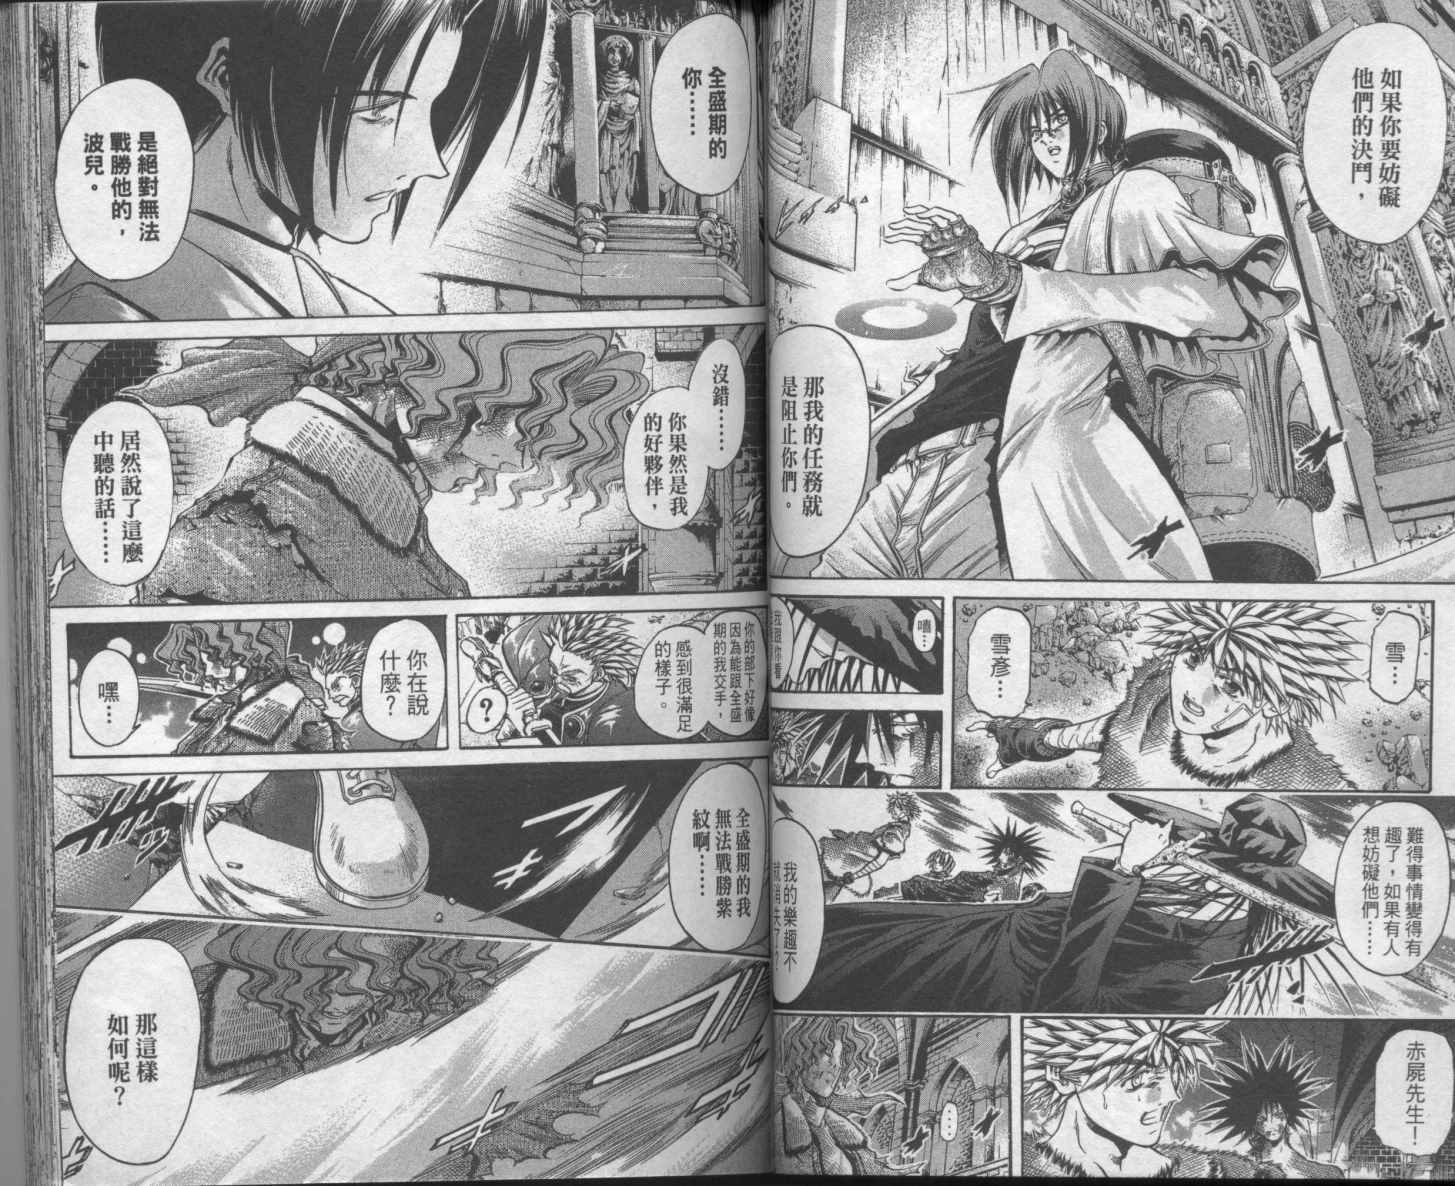 如果你要妨礙
他們的決鬥，
那我的任務就
是阻止你們。
雪…
雪彥…
嘻…
我跟你看
難得事情變得有
趣了，如果有人
想妨礙他們……
我的樂趣不
就消失了？
赤屍先生！
……
全盛期的
你……
是絕對無法
戰勝他的，
波兒。
沒錯……
你果然是我
的好夥伴，
居然說了這麼
中聽的話……
你的部下好像
因為能跟全盛
期的我交手，
感到很滿足
的樣子。
？
你在說
什麼？
嘿…
全盛期的我
無法戰勝紫
紋啊……
那這樣
如何呢？